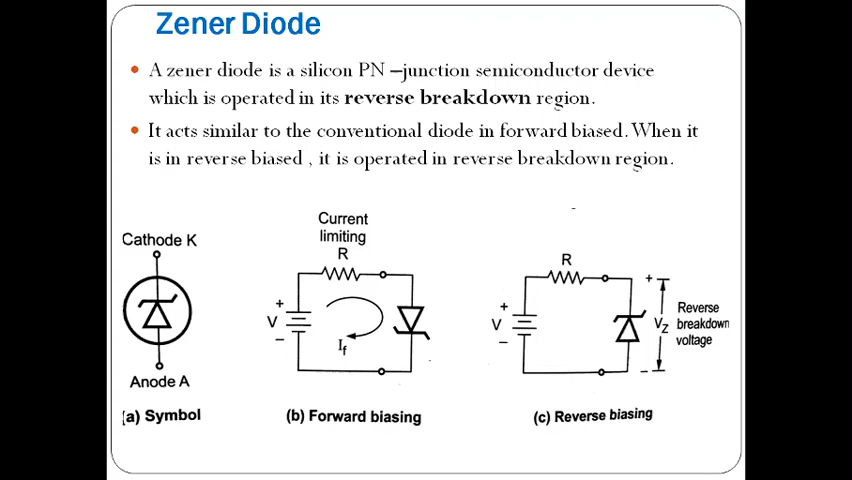 Zener Diode
• A zener diode is a silicon PN –junction semiconductor device
which is operated in its reverse breakdown region.
• It acts similar to the conventional diode in forward biased. When it
is in reverse biased , it is operated in reverse breakdown region.
Cathode K
Anode A
(a) Symbol
Current
limiting
R
+
V
−
If
(b) Forward biasing
R
+
V
−
+
VZ
−
Reverse
breakdown
voltage
(c) Reverse biasing